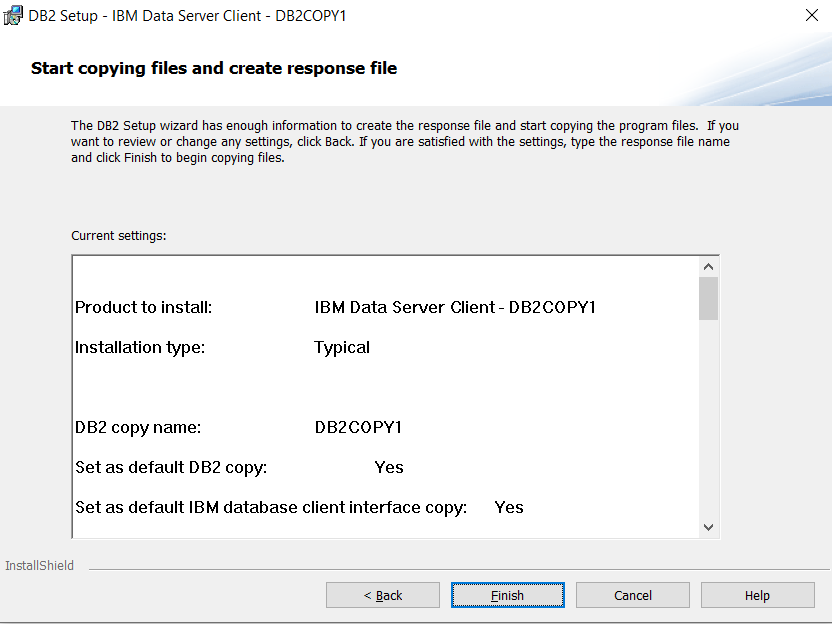 DB2 Setup - IBM Data Server Client - DB2COPY1
Start copying files and create response file
The DB2 Setup wizard has enough information to create the response file and start copying the program files.  If you
want to review or change any settings, click Back. If you are satisfied with the settings, type the response file name
and click Finish to begin copying files.
Current settings:
Product to install: IBM Data Server Client - DB2COPY1
Installation type: Typical
DB2 copy name: DB2COPY1
Set as default DB2 copy: Yes
Set as default IBM database client interface copy: Yes
InstallShield
< Back Finish Cancel Help